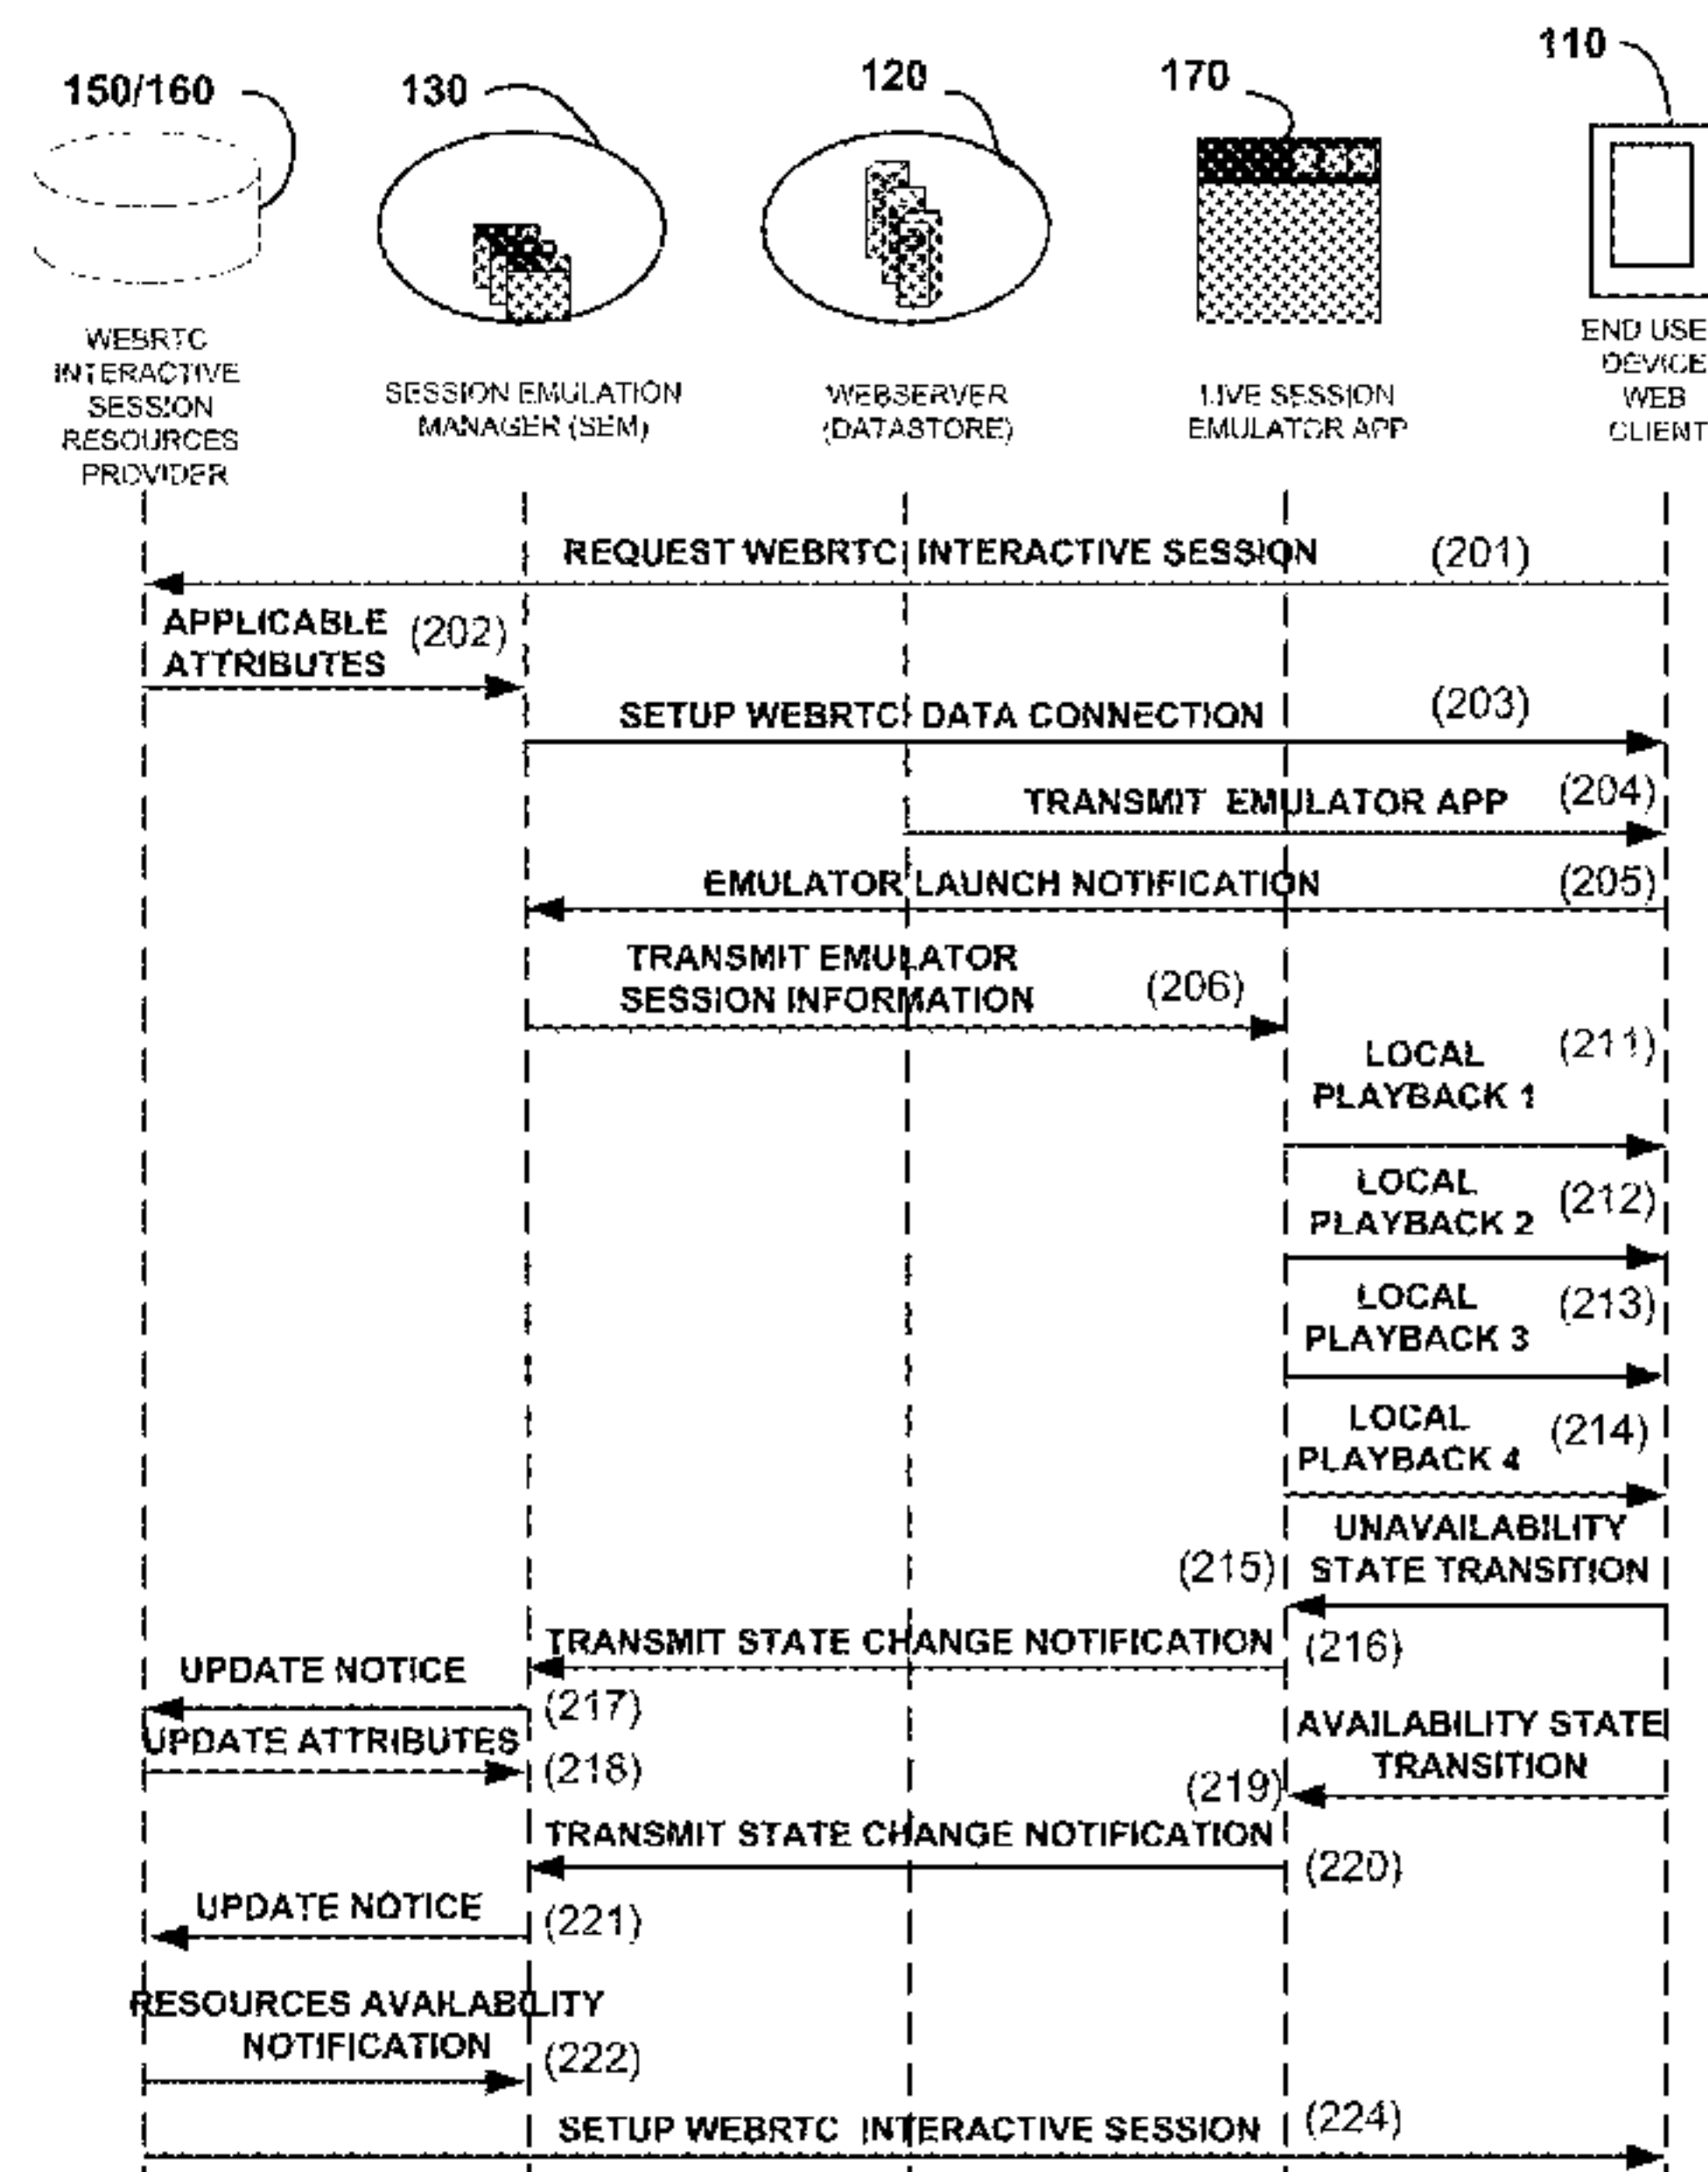 110
150/160
130
120
170
WEBRTC
INTERACTIVE
SESSION
RESOURCES
PROVIDER
SESSION EMULATION
MANAGER (SEM)
WEBSERVER
(DATASTORE)
LIVE SESSION
EMULATOR APP
END USE
DEVICE
WEB
CLIENT
REQUEST WEBRTC INTERACTIVE SESSION (201)
APPLICABLE
ATTRIBUTES
(202)
SETUP WEBRTC DATA CONNECTION (203)
TRANSMIT EMULATOR APP (204)
EMULATOR LAUNCH NOTIFICATION (205)
TRANSMIT EMULATOR
SESSION INFORMATION
(206)
LOCAL
PLAYBACK 1
(211)
LOCAL
PLAYBACK 2
(212)
LOCAL
PLAYBACK 3
(213)
LOCAL
PLAYBACK 4
(214)
UNAVAILABILITY
STATE TRANSITION
(215)
TRANSMIT STATE CHANGE NOTIFICATION (216)
UPDATE NOTICE
(217)
UPDATE ATTRIBUTES
(218)
AVAILABILITY STATE
TRANSITION
(219)
TRANSMIT STATE CHANGE NOTIFICATION
(220)
UPDATE NOTICE
(221)
RESOURCES AVAILABILITY
NOTIFICATION
(222)
SETUP WEBRTC INTERACTIVE SESSION (224)